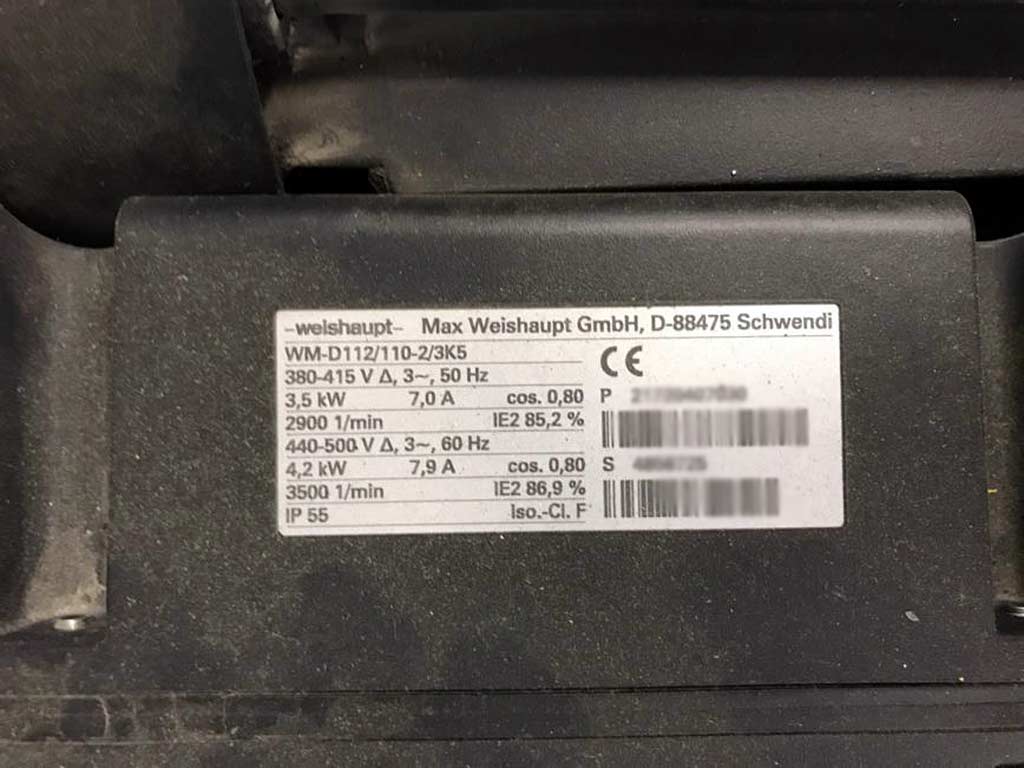 -weishaupt- Max Weishaupt GmbH, D-88475 Schwendi
WM-D112/110-2/3K5
380-415 V Δ, 3~, 50 Hz
3,5 kW 7,0 A cos. 0,80
2900 1/min IE2 85,2 %
440-500 V Δ, 3~, 60 Hz
4,2 kW 7,9 A cos. 0,80
3500 1/min IE2 86,9 %
IP 55 Iso.-Cl. F
CE
P
S